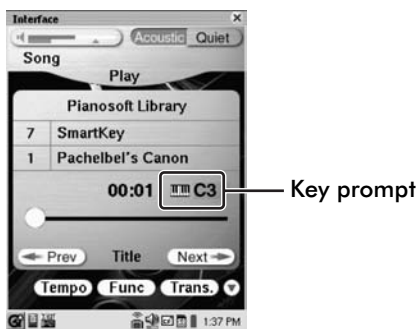 Interface
Acoustic Quiet
Song
Play
Pianosoft Library
7 SmartKey
1 Pachelbel's Canon
00:01 C3 Key prompt
Prev Title Next
Tempo Func Trans.
1:37 PM